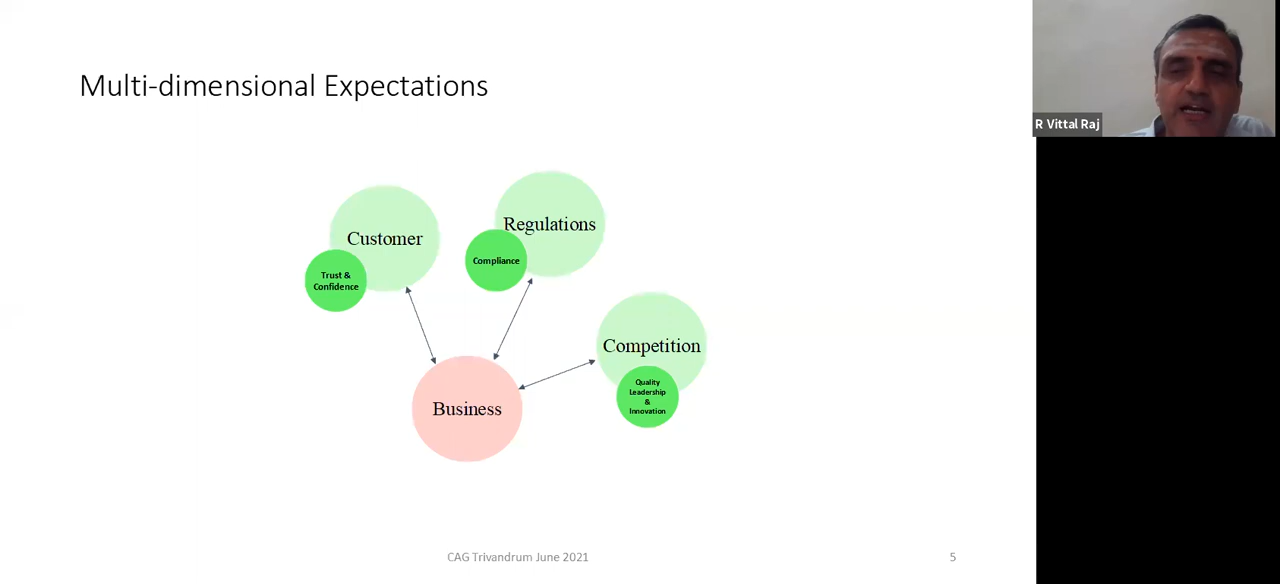 Multi-dimensional Expectations
R Vittal Raj
Customer
Trust &
Confidence
Regulations
Compliance
Competition
Quality
Leadership
&
Innovation
Business
CAG Trivandrum June 2021
5